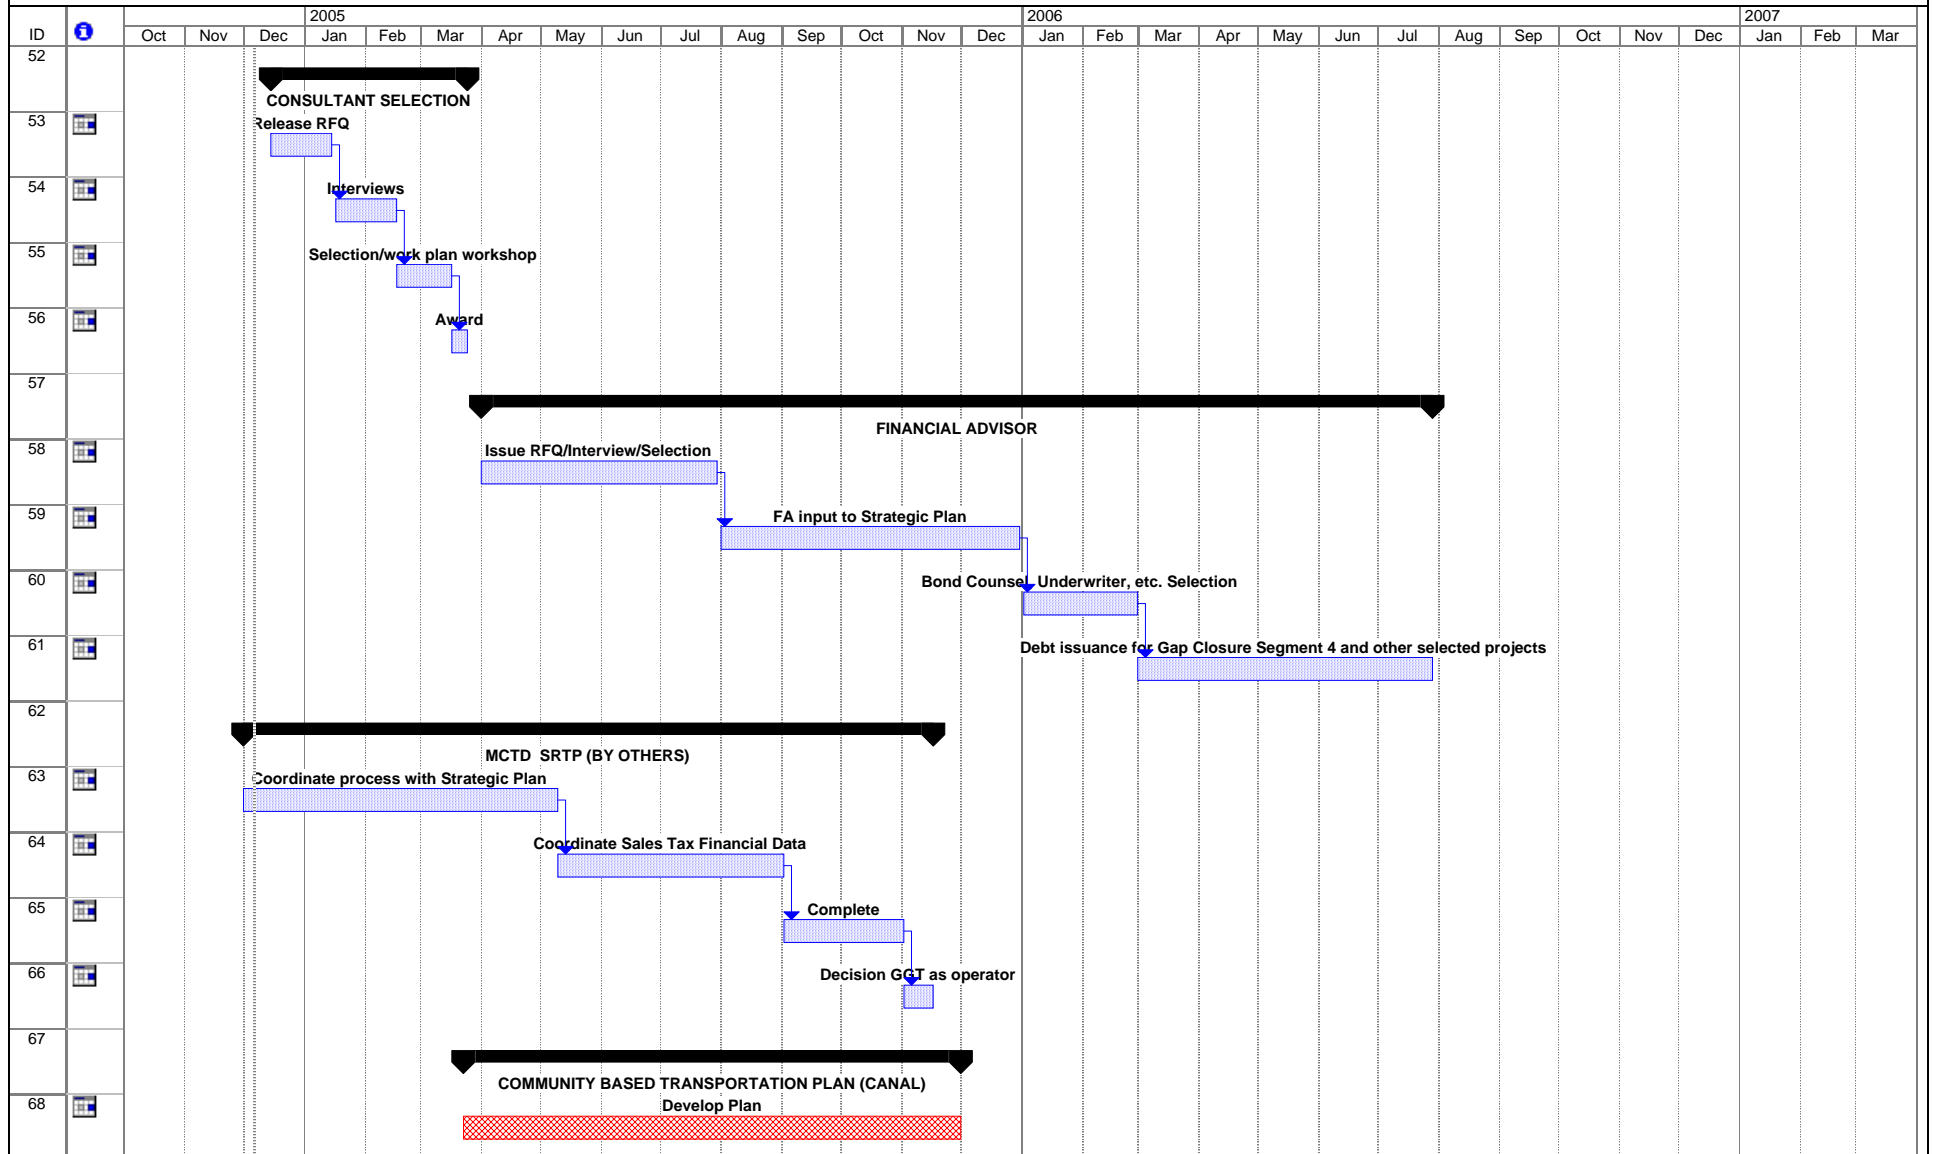 2005 2006 2007
ID Oct Nov Dec Jan Feb Mar Apr May Jun Jul Aug Sep Oct Nov Dec Jan Feb Mar Apr May Jun Jul Aug Sep Oct Nov Dec Jan Feb Mar
52
CONSULTANT SELECTION
53
Release RFQ
54
Interviews
55
Selection/work plan workshop
56
Award
57
FINANCIAL ADVISOR
58
Issue RFQ/Interview/Selection
59
FA input to Strategic Plan
60
Bond Counsel, Underwriter, etc. Selection
61
Debt issuance for Gap Closure Segment 4 and other selected projects
62
MCTD SRTP (BY OTHERS)
63
Coordinate process with Strategic Plan
64
Coordinate Sales Tax Financial Data
65
Complete
66
Decision GGT as operator
67
COMMUNITY BASED TRANSPORTATION PLAN (CANAL)
68
Develop Plan